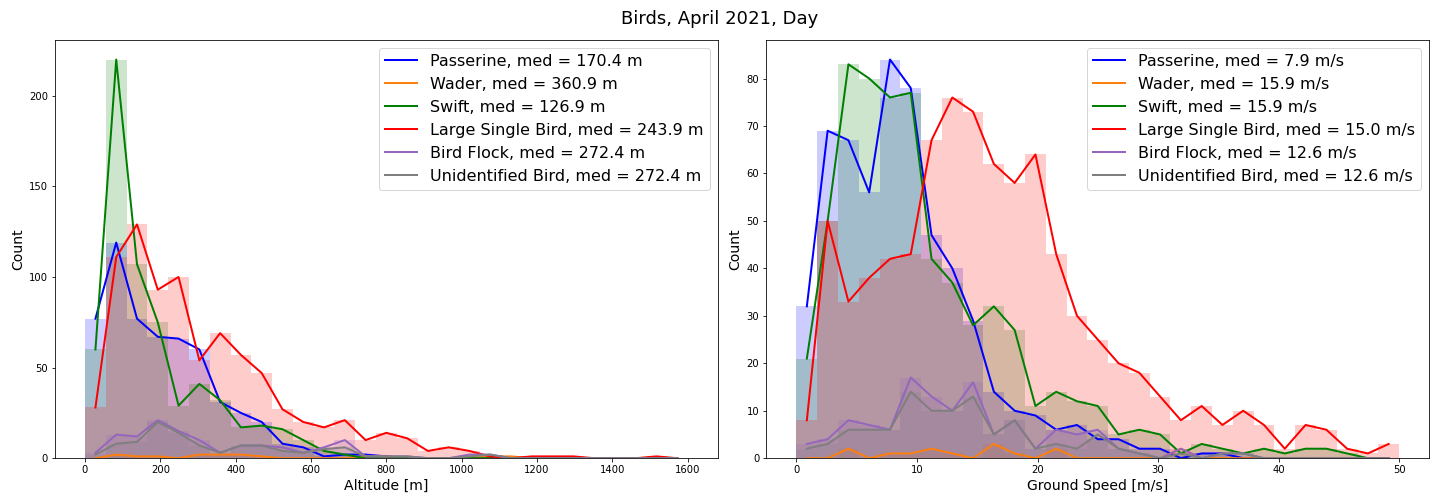 Birds, April 2021, Day
Passerine, med = 170.4 m
Wader, med = 360.9 m
Swift, med = 126.9 m
Large Single Bird, med = 243.9 m
Bird Flock, med = 272.4 m
Unidentified Bird, med = 272.4 m
Count
200
150
100
50
0
0 200 400 600 800 1000 1200 1400 1600
Altitude [m]
Passerine, med = 7.9 m/s
Wader, med = 15.9 m/s
Swift, med = 15.9 m/s
Large Single Bird, med = 15.0 m/s
Bird Flock, med = 12.6 m/s
Unidentified Bird, med = 12.6 m/s
Count
80
70
60
50
40
30
20
10
0
0 10 20 30 40 50
Ground Speed [m/s]